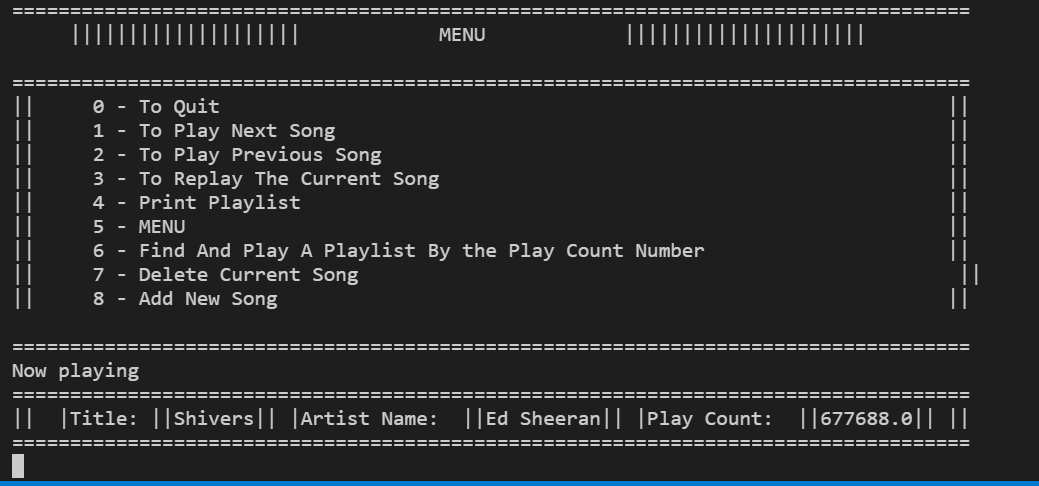 ===================================================================================
||||||||||||||||||||            MENU            |||||||||||||||||||||
===================================================================================
||     0 - To Quit                                                               ||
||     1 - To Play Next Song                                                     ||
||     2 - To Play Previous Song                                                 ||
||     3 - To Replay The Current Song                                            ||
||     4 - Print Playlist                                                        ||
||     5 - MENU                                                                  ||
||     6 - Find And Play A Playlist By the Play Count Number                     ||
||     7 - Delete Current Song                                                    ||
||     8 - Add New Song                                                          ||
===================================================================================
Now playing
===================================================================================
||  |Title: ||Shivers|| |Artist Name:  ||Ed Sheeran|| |Play Count:  ||677688.0|| ||
===================================================================================